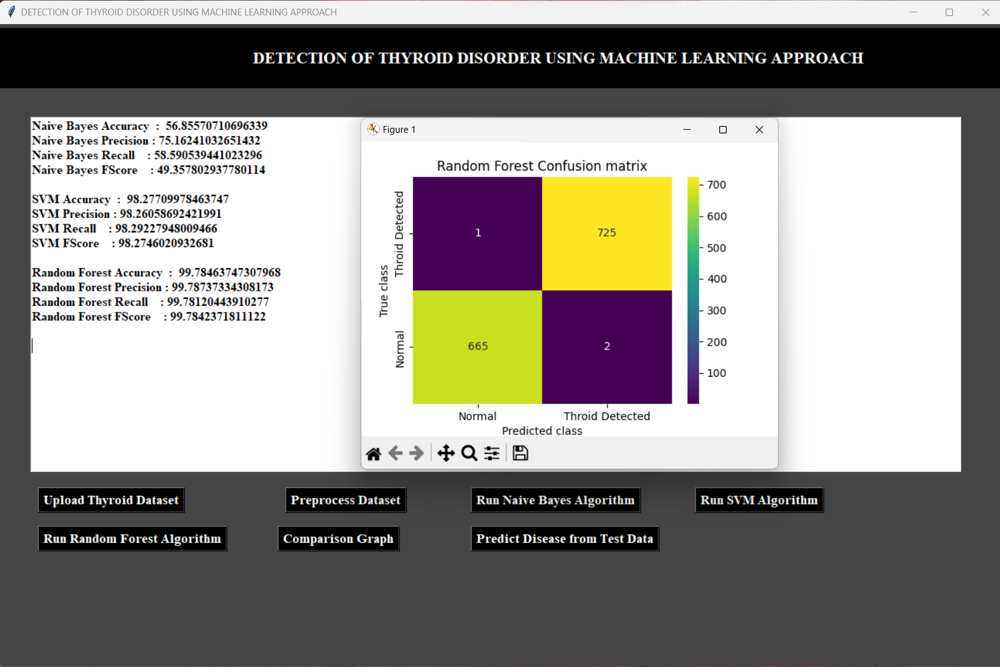 DETECTION OF THYROID DISORDER USING MACHINE LEARNING APPROACH
DETECTION OF THYROID DISORDER USING MACHINE LEARNING APPROACH
Naive Bayes Accuracy  :  56.85570710696339
Naive Bayes Precision : 75.16241032651432
Naive Bayes Recall    : 58.590539441023296
Naive Bayes FScore    : 49.357802937780114
SVM Accuracy  :  98.27709978463747
SVM Precision : 98.26058692421991
SVM Recall    : 98.29227948009466
SVM FScore    : 98.2746020932681
Random Forest Accuracy  :  99.78463747307968
Random Forest Precision : 99.78737334308173
Random Forest Recall    : 99.78120443910277
Random Forest FScore    : 99.7842371811122
Figure 1
Random Forest Confusion matrix
True class
Throid Detected
Normal
1
725
665
2
Normal
Throid Detected
Predicted class
700
600
500
400
300
200
100
Upload Thyroid Dataset
Preprocess Dataset
Run Naive Bayes Algorithm
Run SVM Algorithm
Run Random Forest Algorithm
Comparison Graph
Predict Disease from Test Data